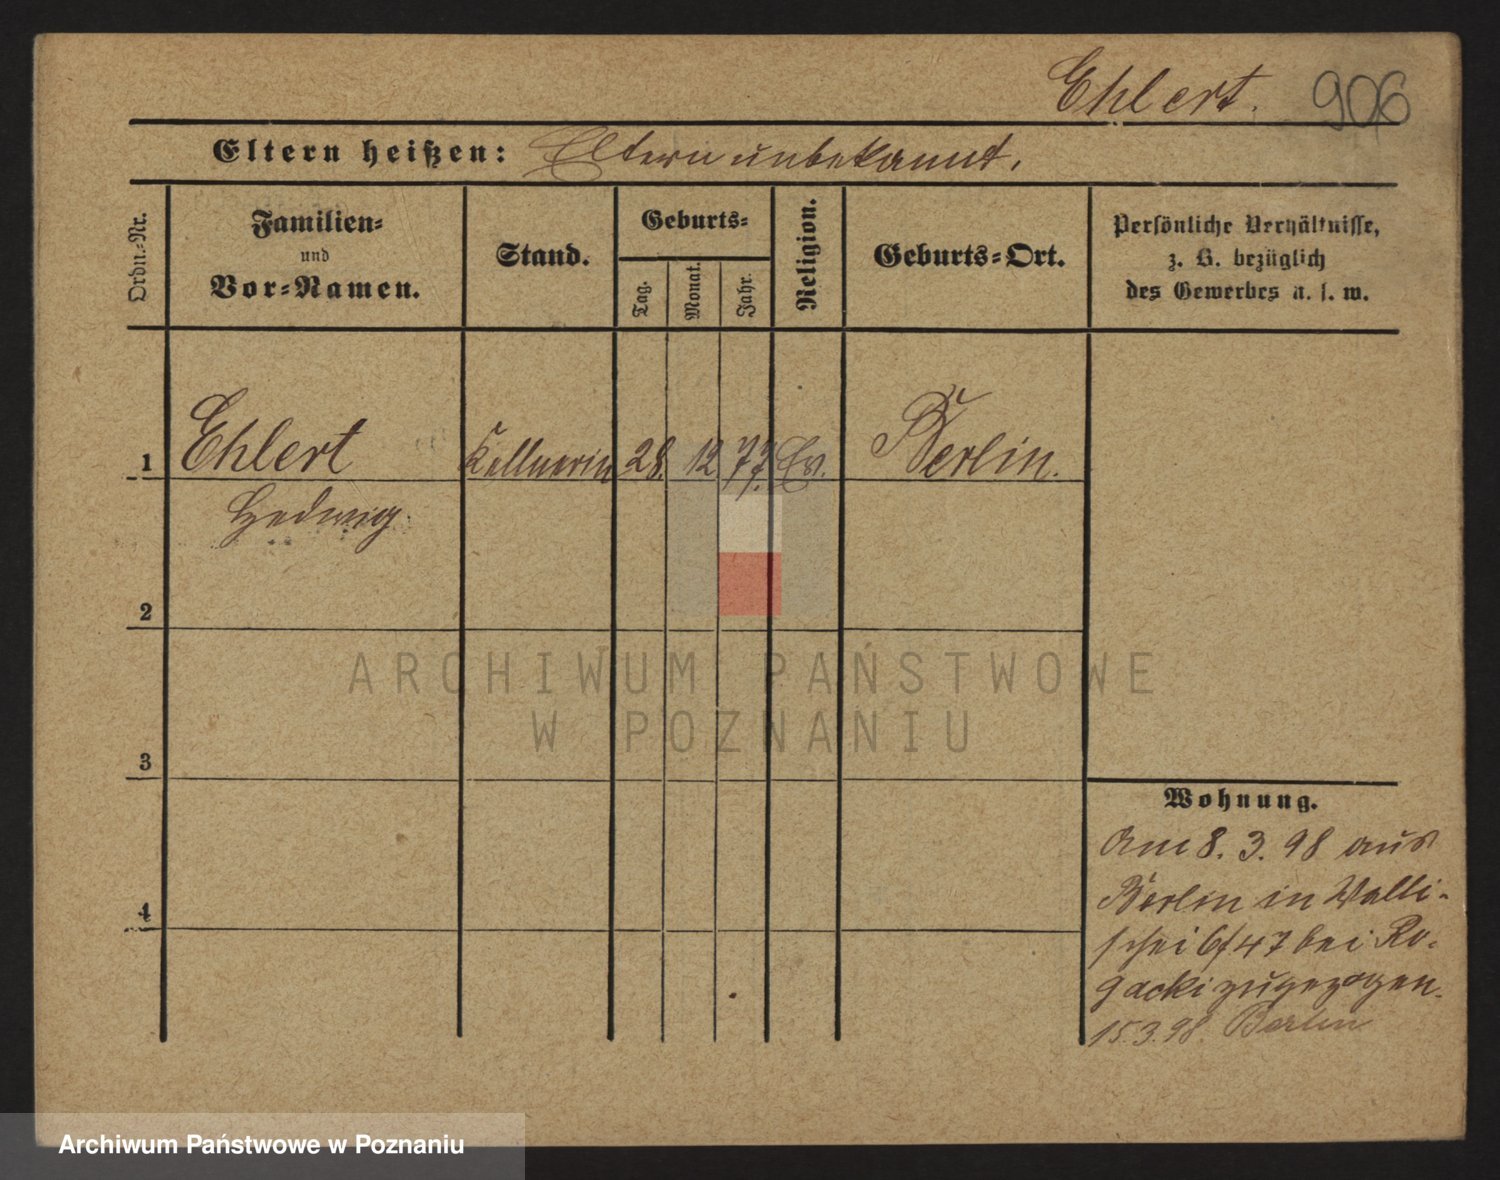 Ehlert. 906
Eltern heißen: Eltern unbekannt.
Ordn.-Nr.
Familien-
und
Vor-Namen.
Stand.
Geburts-
Tag.
Monat.
Jahr.
Religion.
Geburts-Ort.
Persönliche Verhältnisse,
z. B. bezüglich
des Gewerbes u. s. w.
1 Ehlert Kellnerin 28. 12. 77. Ev. Berlin.
Hedwig
2
3
4
Wohnung.
Am 8. 3. 98 aus
Berlin in Walli-
schei 6/47 bei Ro-
gacki zugezogen.
15.3.98. Berlin
ARCHIWUM PAŃSTWOWE
W POZNANIU
Archiwum Państwowe w Poznaniu